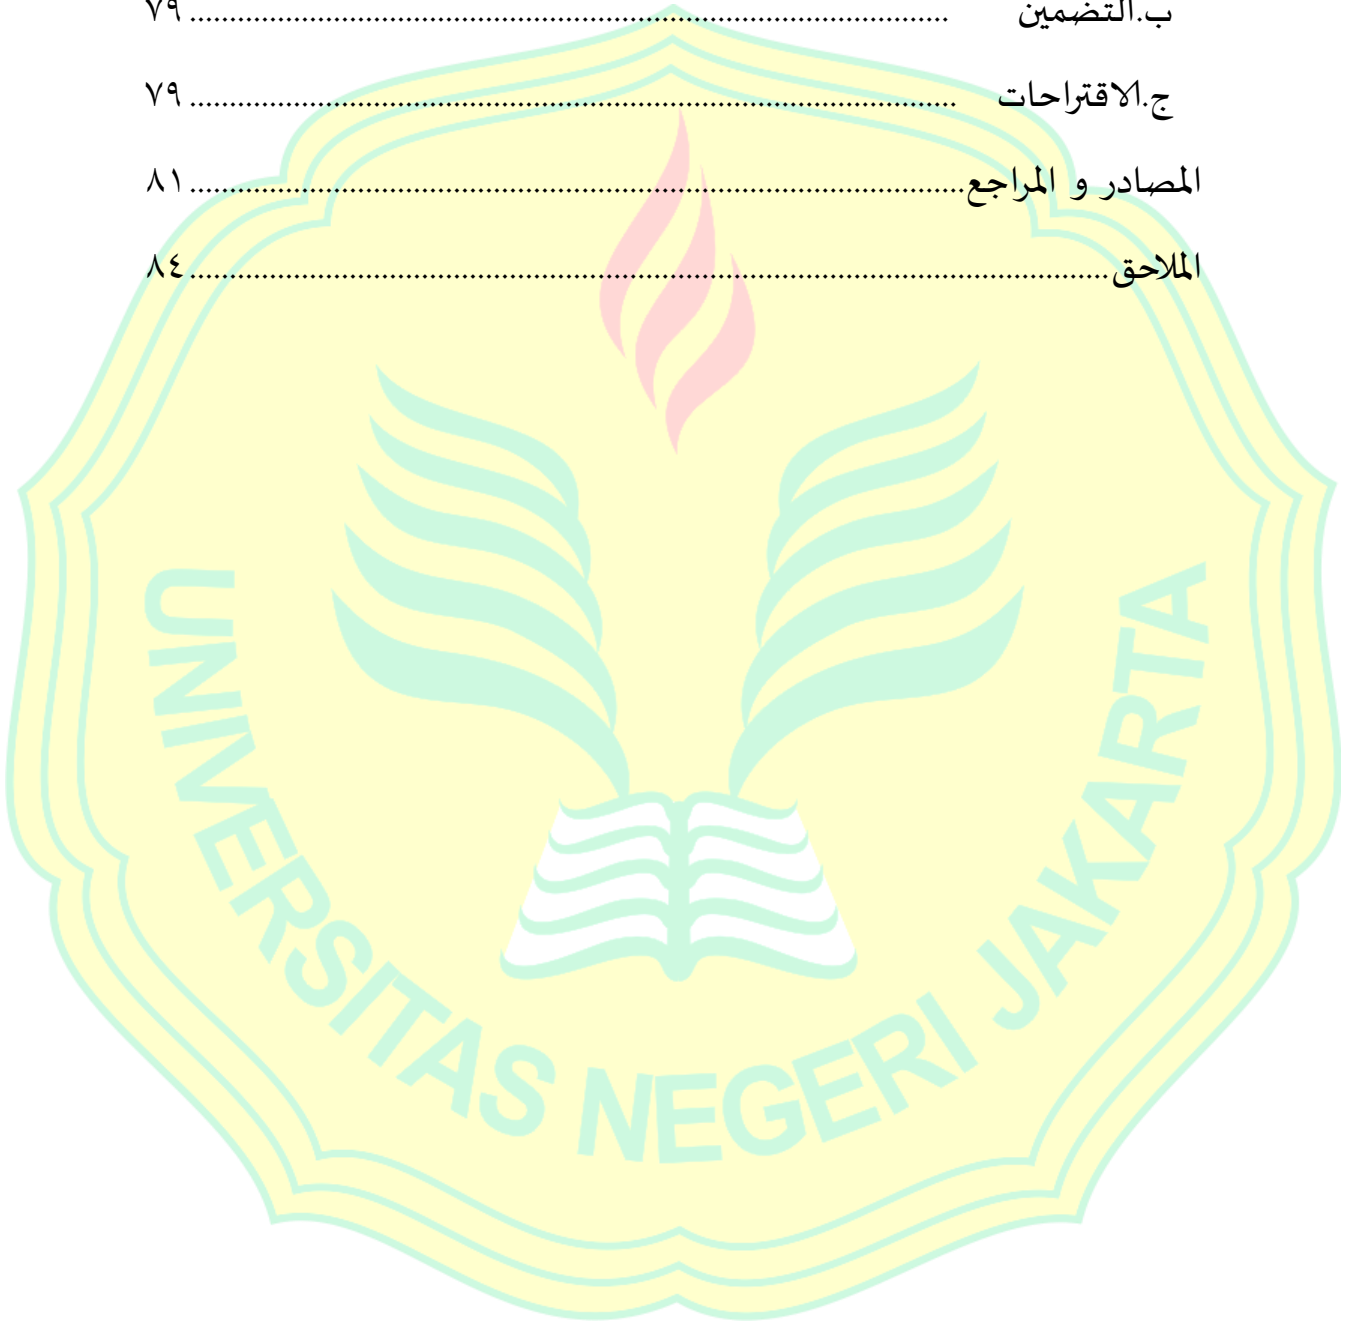 ب.التضمين ................................................................ ٧٩
ج.الاقتراحات ................................................................ ٧٩
المصادر و المراجع................................................................ ٨١
الملاحق................................................................ ٨٤
UNIVERSITAS NEGERI JAKARTA